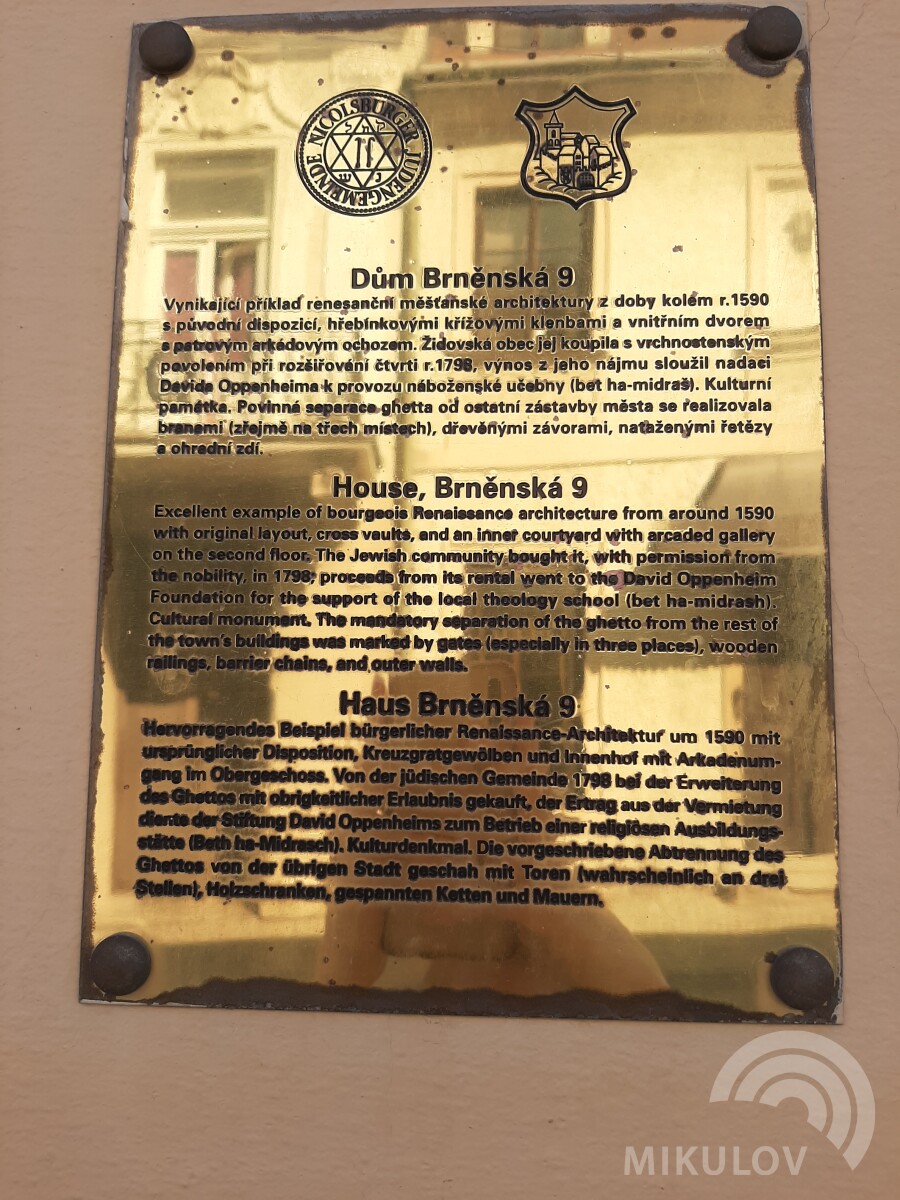 NICOLSBURGER JUDENGEMEINDE
Dům Brněnská 9
Vynikající příklad renesanční měšťanské architektury z doby kolem r.1590
s původní dispozicí, hřebínkovými křížovými klenbami a vnitřním dvorem
s patrovým arkádovým ochozem. Židovská obec jej koupila s vrchnostenským
povolením při rozšiřování čtvrti r.1798, výnos z jeho nájmu sloužil nadaci
Davida Oppenheima k provozu náboženské učebny (bet ha-midraš). Kulturní
památka. Povinná separace ghetta od ostatní zástavby města se realizovala
branami (zřejmě na třech místech), dřevěnými závorami, nataženými řetězy
a ohradní zdí.
House, Brněnská 9
Excellent example of bourgeois Renaissance architecture from around 1590
with original layout, cross vaults, and an inner courtyard with arcaded gallery
on the second floor. The Jewish community bought it, with permission from
the nobility, in 1798; proceeds from its rental went to the David Oppenheim
Foundation for the support of the local theology school (bet ha-midrash).
Cultural monument. The mandatory separation of the ghetto from the rest of
the town's buildings was marked by gates (especially in three places), wooden
railings, barrier chains, and outer walls.
Haus Brněnská 9
Hervorragendes Beispiel bürgerlicher Renaissance-Architektur um 1590 mit
ursprünglicher Disposition, Kreuzgratgewölben und Innenhof mit Arkadenum-
gang im Obergeschoss. Von der jüdischen Gemeinde 1798 bei der Erweiterung
des Ghettos mit obrigkeitlicher Erlaubnis gekauft, der Ertrag aus der Vermietung
diente der Stiftung David Oppenheims zum Betrieb einer religiösen Ausbildungs-
stätte (Beth ha-Midrasch). Kulturdenkmal. Die vorgeschriebene Abtrennung des
Ghettos von der übrigen Stadt geschah mit Toren (wahrscheinlich an drei
Stellen), Holzschranken, gespannten Ketten und Mauern.
MIKULOV